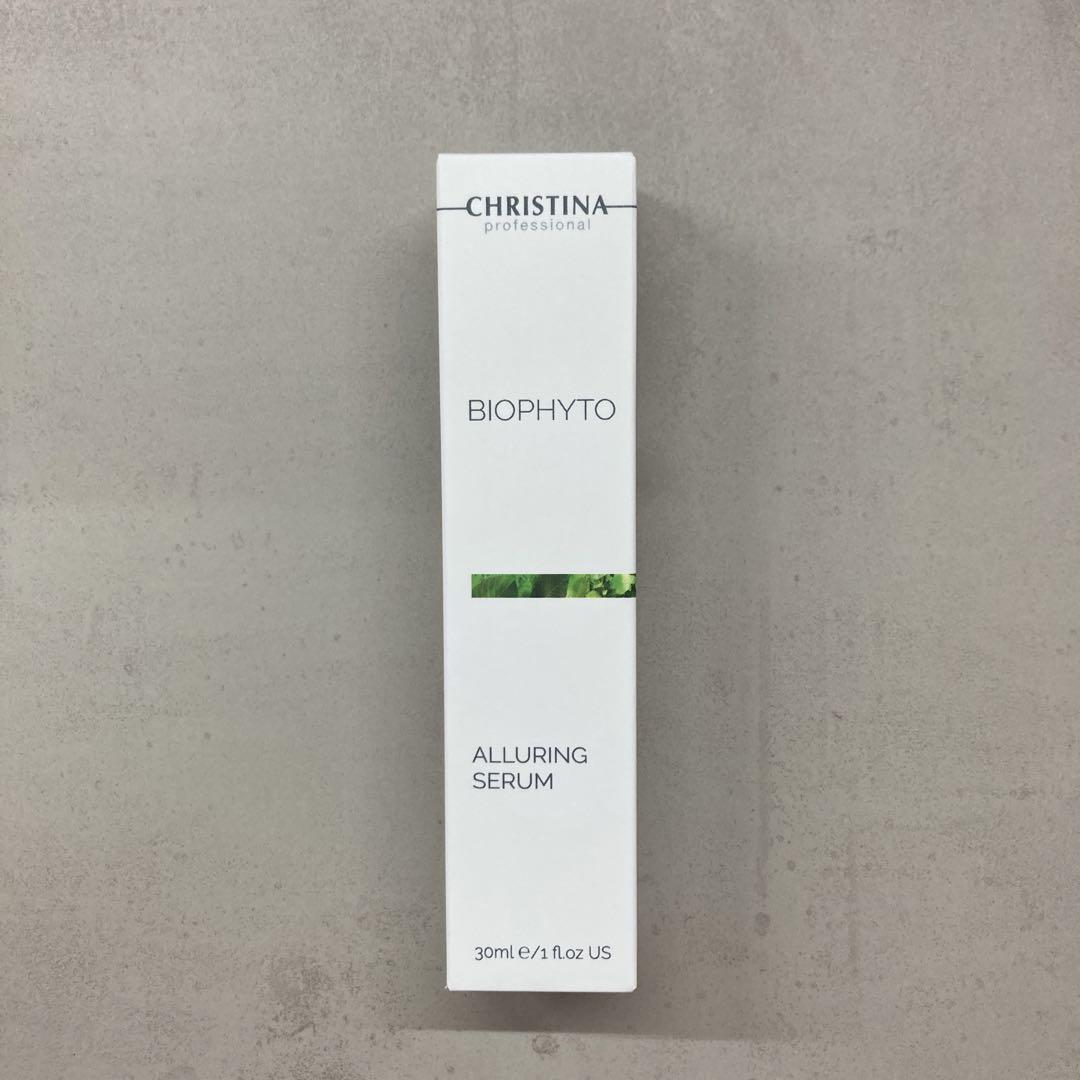 CHRISTINA
professional
BIOPHYTO
ALLURING
SERUM
30ml ℮/1 fl.oz US